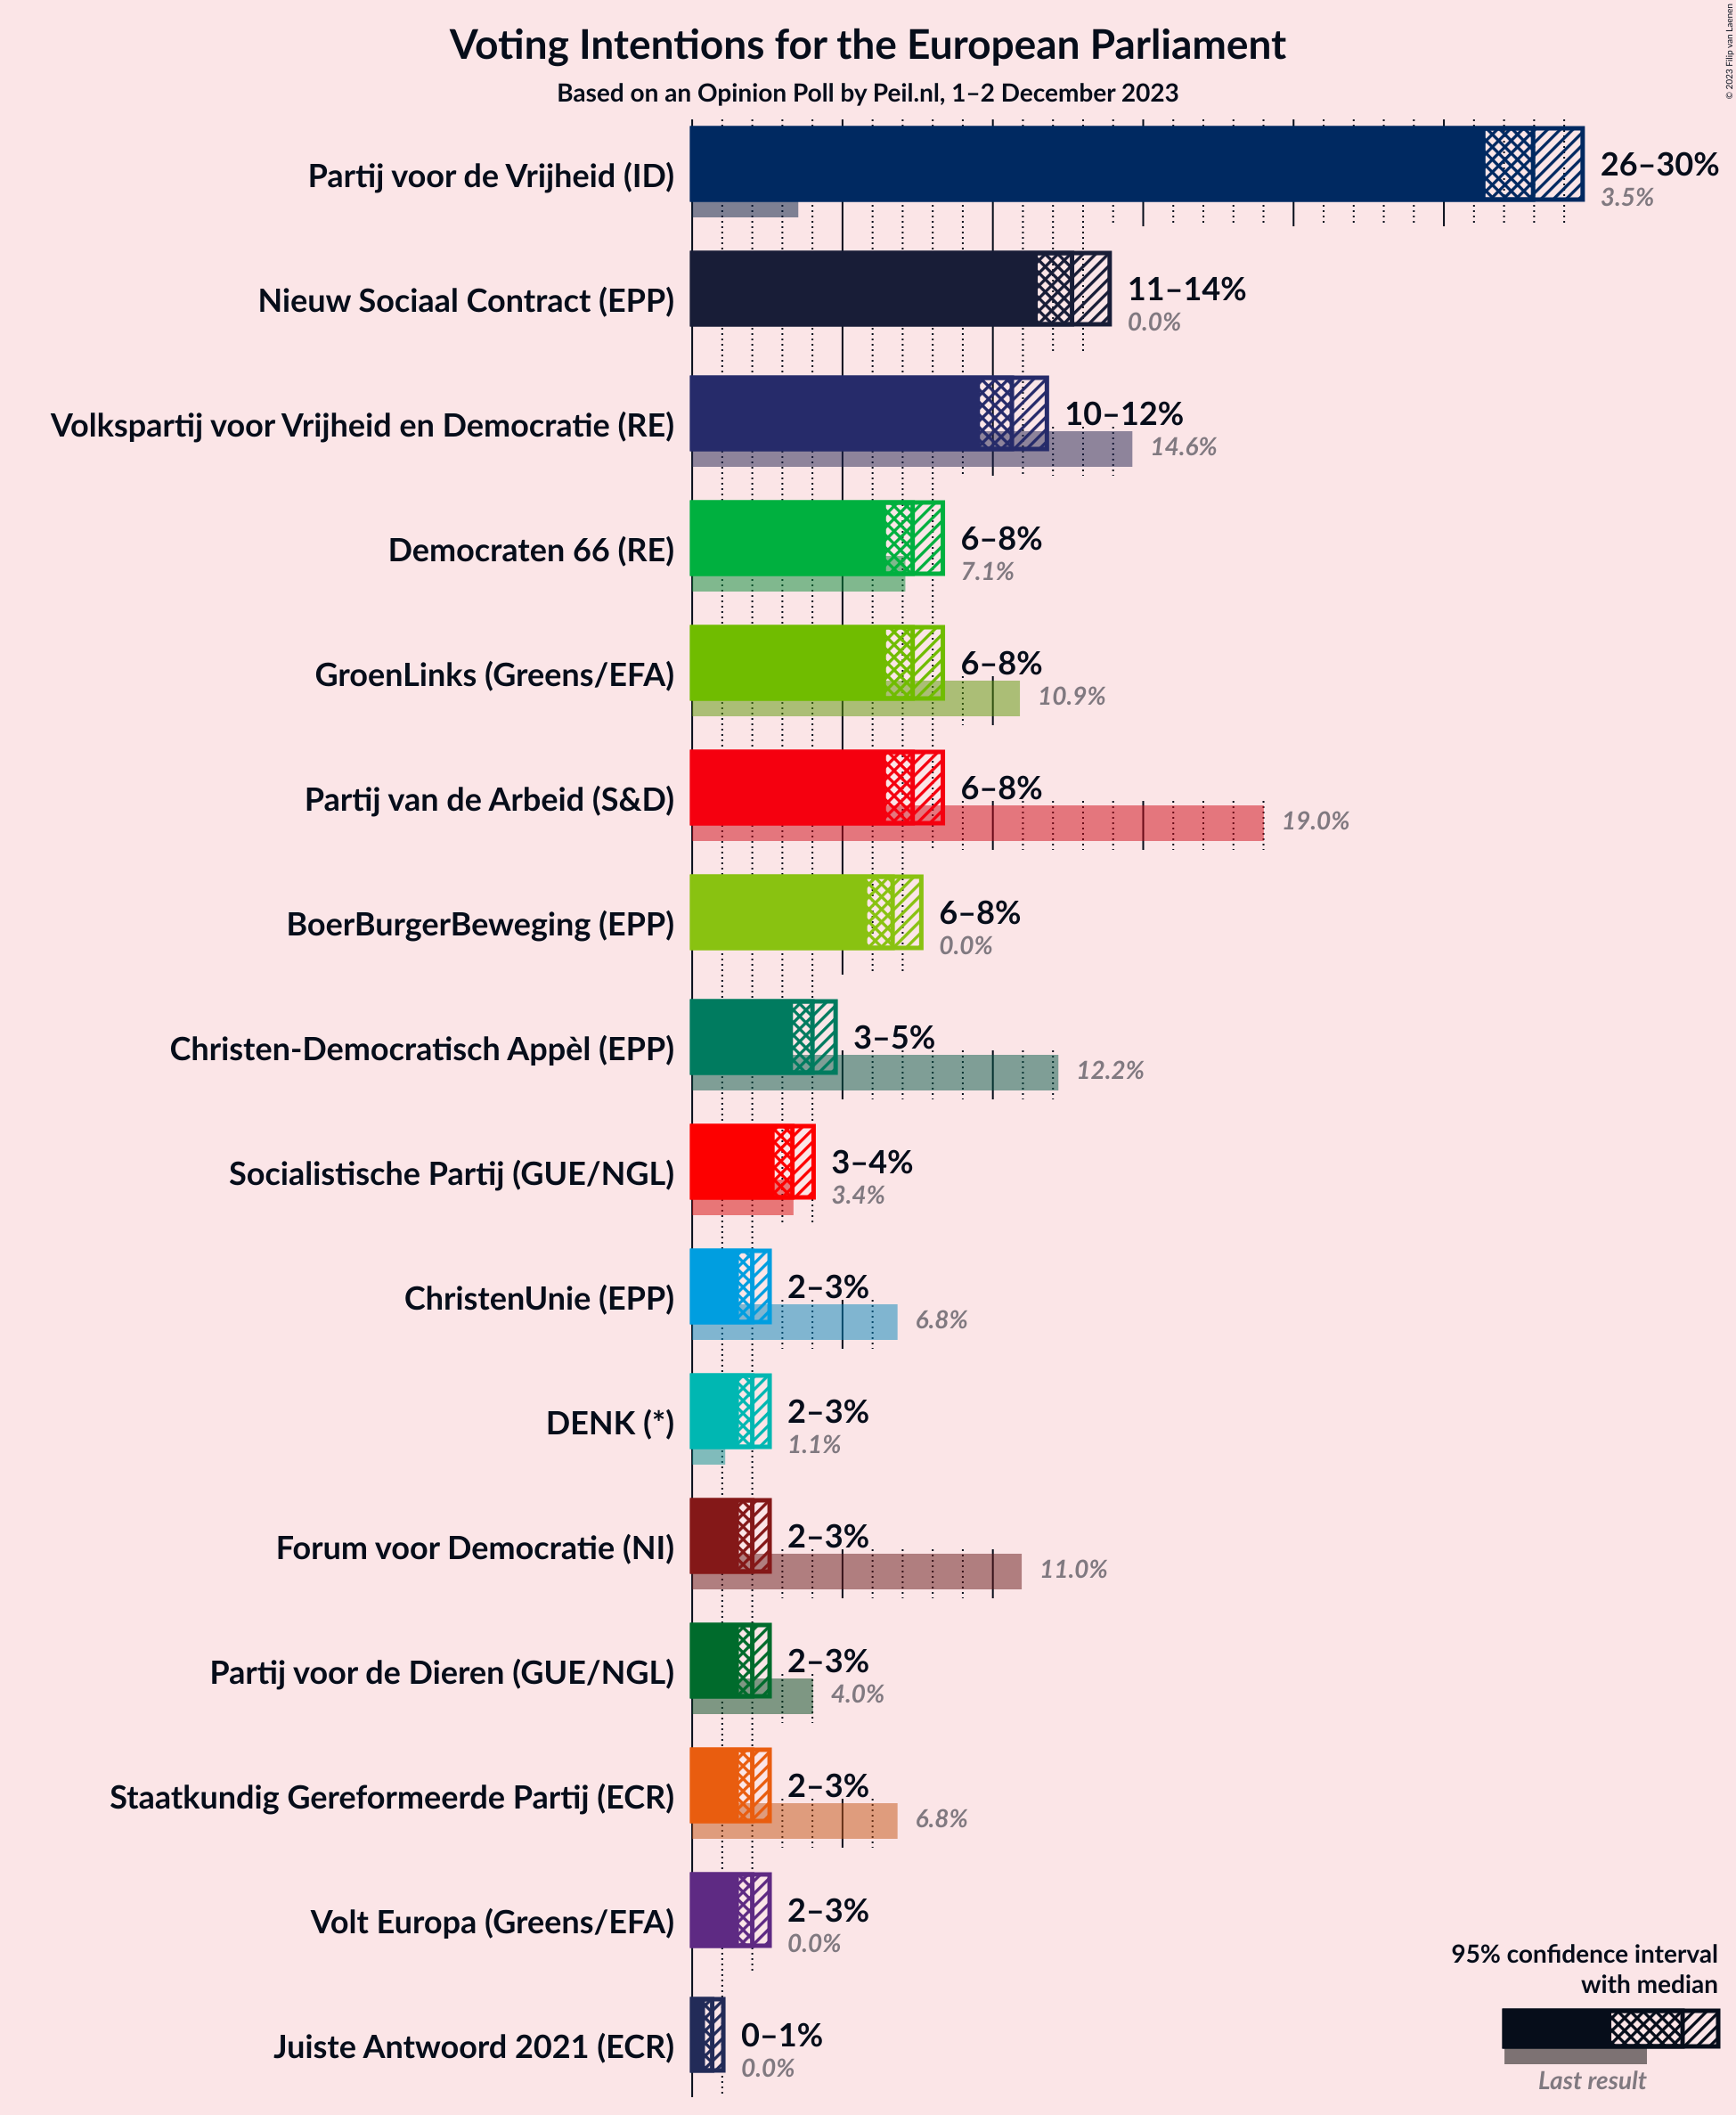 Voting Intentions for the European Parliament
Based on an Opinion Poll by Peil.nl, 1–2 December 2023
© 2023 Filip van Laenen
Partij voor de Vrijheid (ID)
26–30%
3.5%
Nieuw Sociaal Contract (EPP)
11–14%
0.0%
Volkspartij voor Vrijheid en Democratie (RE)
10–12%
14.6%
Democraten 66 (RE)
6–8%
7.1%
GroenLinks (Greens/EFA)
6–8%
10.9%
Partij van de Arbeid (S&D)
6–8%
19.0%
BoerBurgerBeweging (EPP)
6–8%
0.0%
Christen-Democratisch Appèl (EPP)
3–5%
12.2%
Socialistische Partij (GUE/NGL)
3–4%
3.4%
ChristenUnie (EPP)
2–3%
6.8%
DENK (*)
2–3%
1.1%
Forum voor Democratie (NI)
2–3%
11.0%
Partij voor de Dieren (GUE/NGL)
2–3%
4.0%
Staatkundig Gereformeerde Partij (ECR)
2–3%
6.8%
Volt Europa (Greens/EFA)
2–3%
0.0%
Juiste Antwoord 2021 (ECR)
0–1%
0.0%
95% confidence interval
with median
Last result